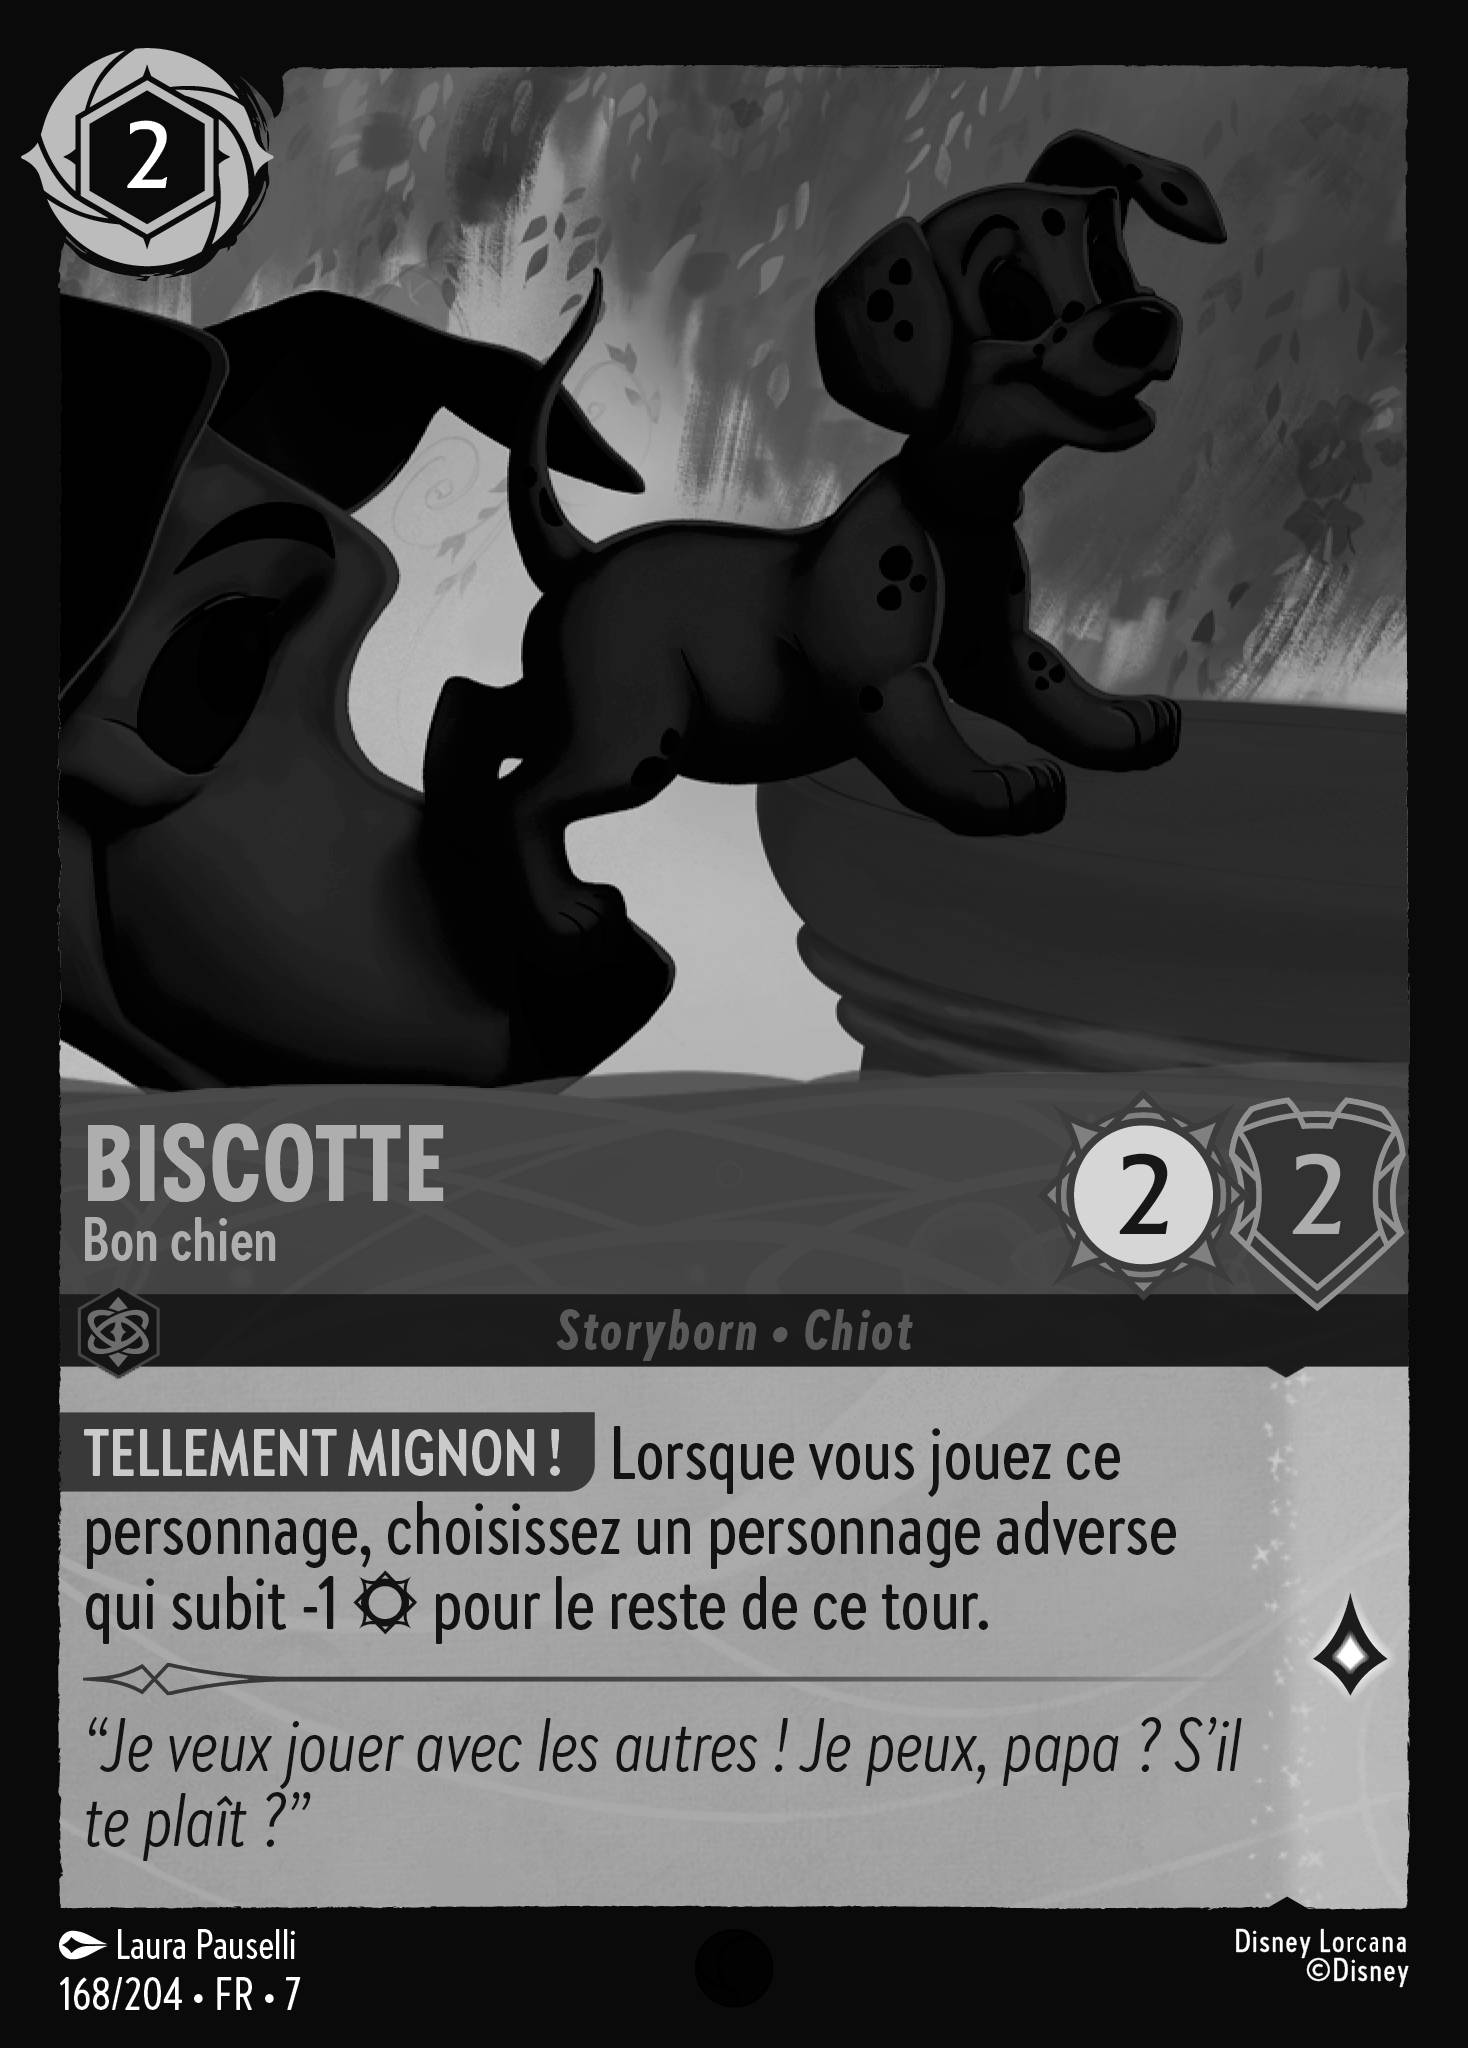 2
BISCOTTE
Bon chien
2
2
Storyborn • Chiot
TELLEMENT MIGNON ! Lorsque vous jouez ce
personnage, choisissez un personnage adverse
qui subit -1 pour le reste de ce tour.
“Je veux jouer avec les autres ! Je peux, papa ? S’il
te plaît ?”
Laura Pauselli
168/204 • FR • 7
Disney Lorcana
©Disney